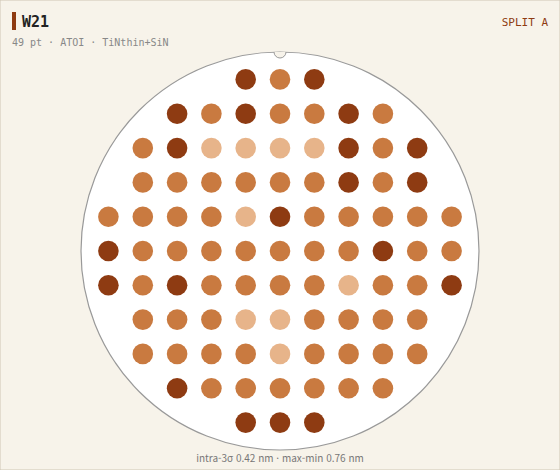 W21
SPLIT A
49 pt · ATOI · TiNthin+SiN
intra-3σ 0.42 nm · max-min 0.76 nm